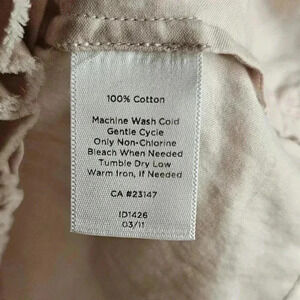 100% Cotton
Machine Wash Cold
Gentle Cycle
Only Non-Chlorine
Bleach When Needed
Tumble Dry Low
Warm Iron, If Needed
CA #23147
ID1426
03/11